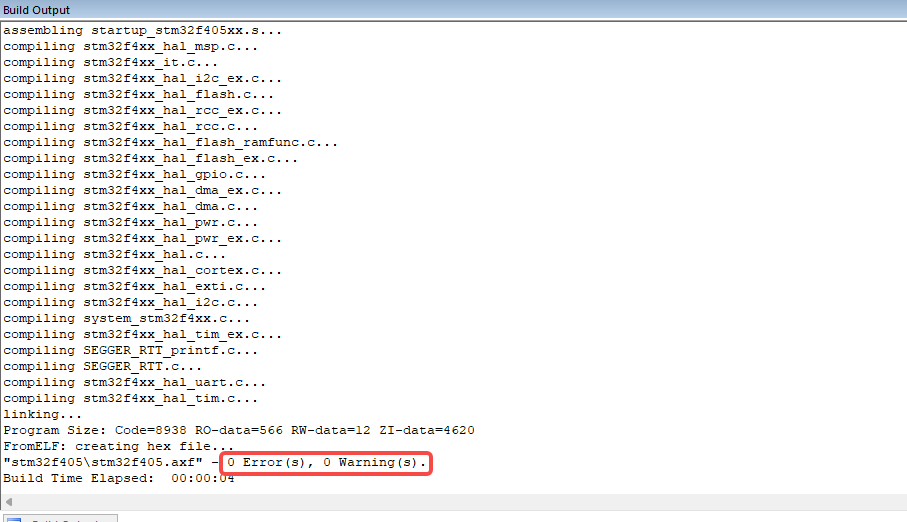 Build Output
assembling startup_stm32f405xx.s...
compiling stm32f4xx_hal_msp.c...
compiling stm32f4xx_it.c...
compiling stm32f4xx_hal_i2c_ex.c...
compiling stm32f4xx_hal_flash.c...
compiling stm32f4xx_hal_rcc_ex.c...
compiling stm32f4xx_hal_rcc.c...
compiling stm32f4xx_hal_flash_ramfunc.c...
compiling stm32f4xx_hal_flash_ex.c...
compiling stm32f4xx_hal_gpio.c...
compiling stm32f4xx_hal_dma_ex.c...
compiling stm32f4xx_hal_dma.c...
compiling stm32f4xx_hal_pwr.c...
compiling stm32f4xx_hal_pwr_ex.c...
compiling stm32f4xx_hal.c...
compiling stm32f4xx_hal_cortex.c...
compiling stm32f4xx_hal_exti.c...
compiling stm32f4xx_hal_i2c.c...
compiling system_stm32f4xx.c...
compiling stm32f4xx_hal_tim_ex.c...
compiling SEGGER_RTT_printf.c...
compiling SEGGER_RTT.c...
compiling stm32f4xx_hal_uart.c...
compiling stm32f4xx_hal_tim.c...
linking...
Program Size: Code=8938 RO-data=566 RW-data=12 ZI-data=4620
FromELF: creating hex file...
"stm32f405\stm32f405.axf" - 0 Error(s), 0 Warning(s).
Build Time Elapsed:  00:00:04